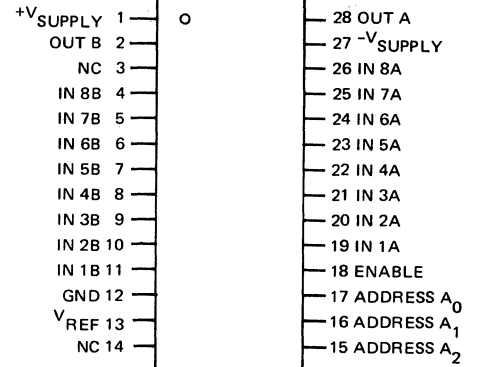 +VSUPPLY 1
OUT B 2
NC 3
IN 8B 4
IN 7B 5
IN 6B 6
IN 5B 7
IN 4B 8
IN 3B 9
IN 2B 10
IN 1B 11
GND 12
VREF 13
NC 14
28 OUT A
27 -VSUPPLY
26 IN 8A
25 IN 7A
24 IN 6A
23 IN 5A
22 IN 4A
21 IN 3A
20 IN 2A
19 IN 1A
18 ENABLE
17 ADDRESS A0
16 ADDRESS A1
15 ADDRESS A2